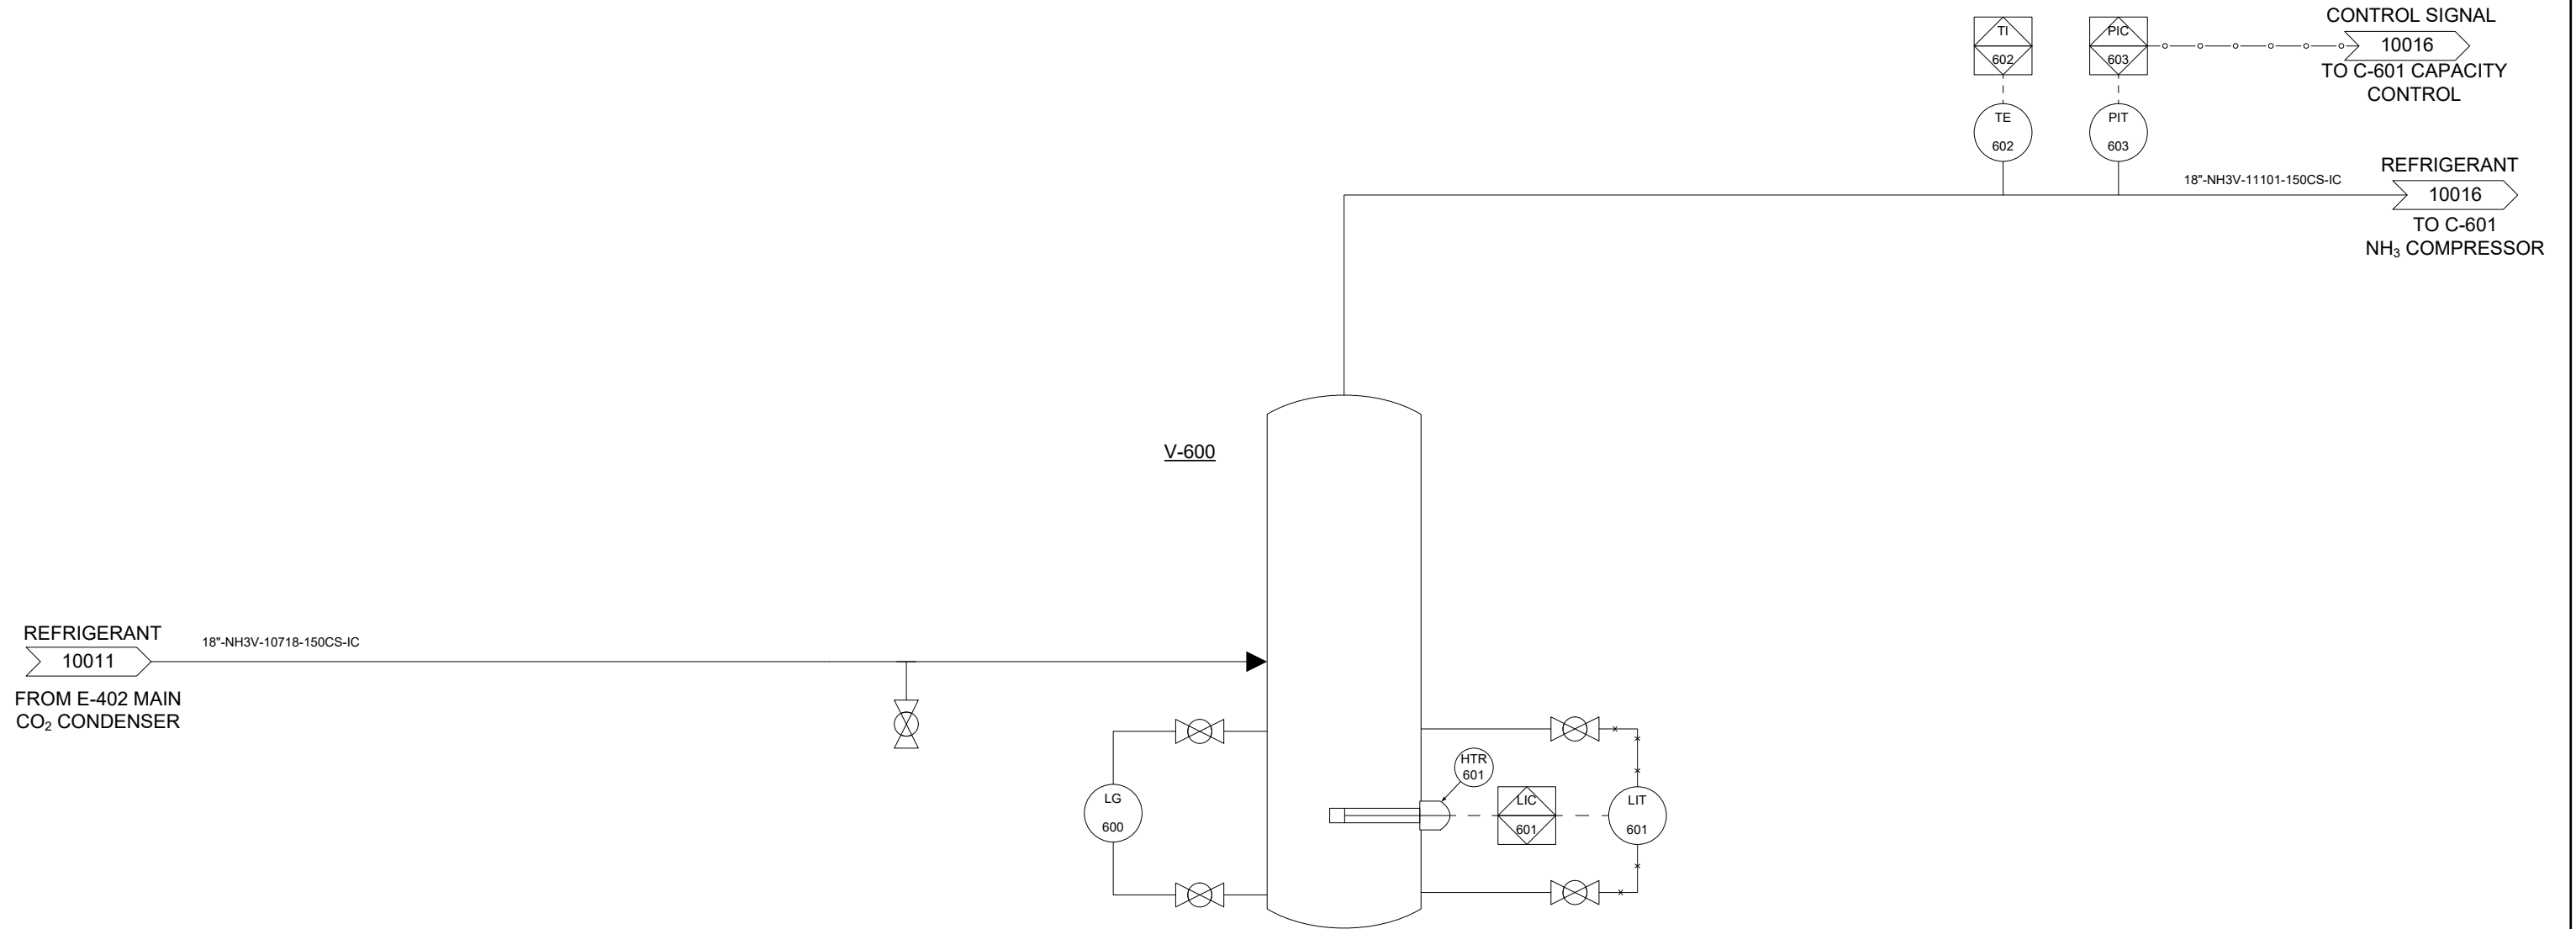 CONTROL SIGNAL
10016
TO C-601 CAPACITY
CONTROL
TI
602
PIC
603
TE
602
PIT
603
REFRIGERANT
18"-NH3V-11101-150CS-IC
10016
TO C-601
NH₃ COMPRESSOR
V-600
REFRIGERANT
18"-NH3V-10718-150CS-IC
10011
FROM E-402 MAIN
CO₂ CONDENSER
HTR
601
LG
600
LIC
601
LIT
601